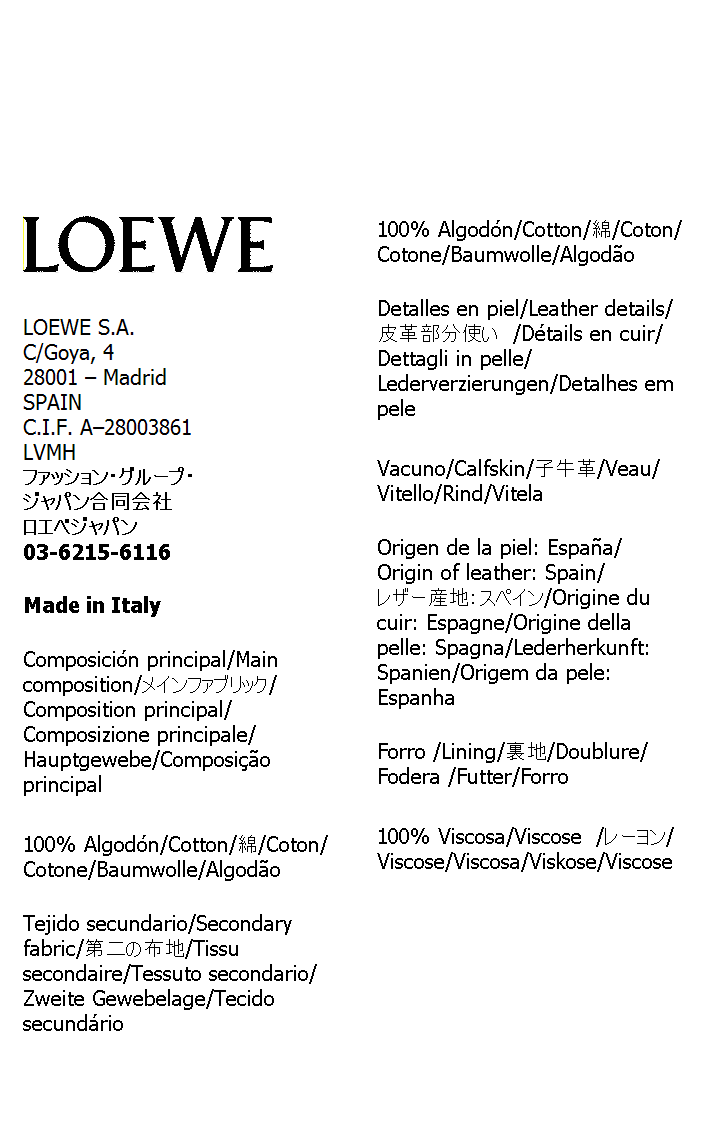 LOEWE
LOEWE S.A.
C/Goya, 4
28001 – Madrid
SPAIN
C.I.F. A–28003861
LVMH
ファッション・グループ・
ジャパン合同会社
ロエベジャパン
03-6215-6116
Made in Italy
Composición principal/Main
composition/メインファブリック/
Composition principal/
Composizione principale/
Hauptgewebe/Composição
principal
100% Algodón/Cotton/綿/Coton/
Cotone/Baumwolle/Algodão
Tejido secundario/Secondary
fabric/第二の布地/Tissu
secondaire/Tessuto secondario/
Zweite Gewebelage/Tecido
secundário
100% Algodón/Cotton/綿/Coton/
Cotone/Baumwolle/Algodão
Detalles en piel/Leather details/
皮革部分使い /Détails en cuir/
Dettagli in pelle/
Lederverzierungen/Detalhes em
pele
Vacuno/Calfskin/子牛革/Veau/
Vitello/Rind/Vitela
Origen de la piel: España/
Origin of leather: Spain/
レザー産地：スペイン/Origine du
cuir: Espagne/Origine della
pelle: Spagna/Lederherkunft:
Spanien/Origem da pele:
Espanha
Forro /Lining/裏地/Doublure/
Fodera /Futter/Forro
100% Viscosa/Viscose /レーヨン/
Viscose/Viscosa/Viskose/Viscose